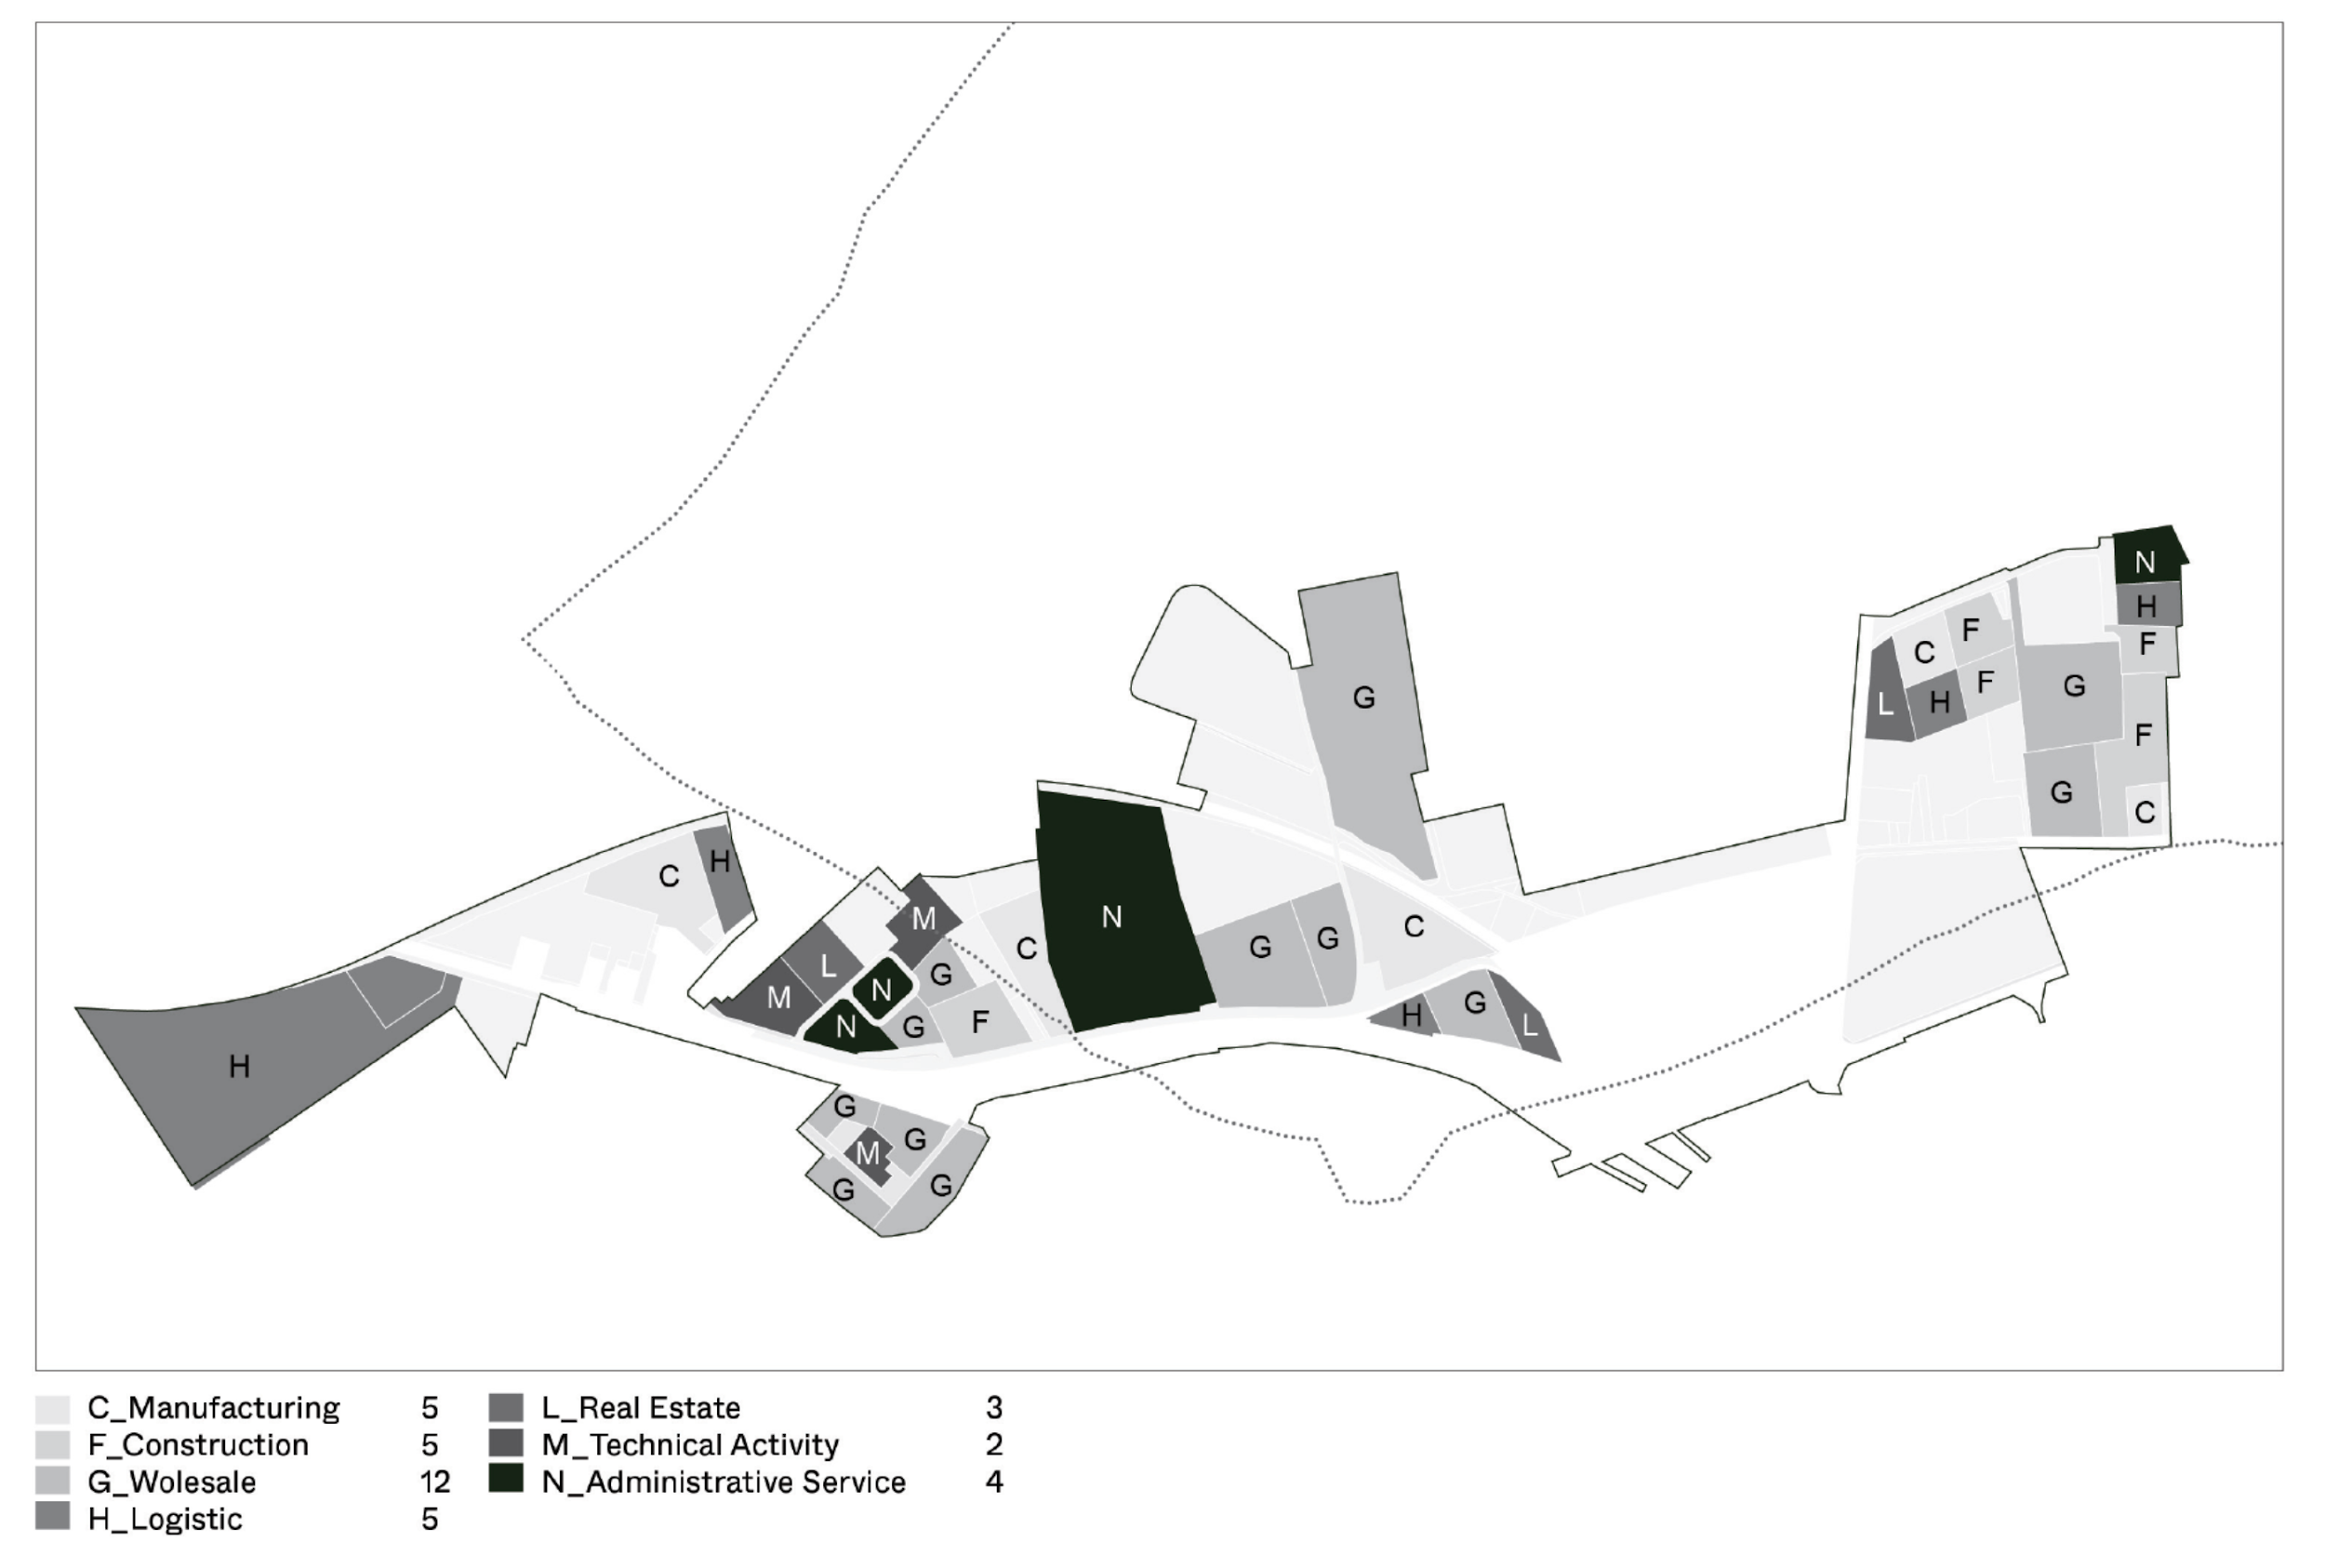 N
H
F
F
C
F
G
L
H
F
G
C
G
C
H
N
M
C
G
G
C
L
G
M
N
H
G
L
N
G
F
H
G
M
G
G
G
C_Manufacturing 5
F_Construction 5
G_Wolesale 12
H_Logistic 5
L_Real Estate 3
M_Technical Activity 2
N_Administrative Service 4